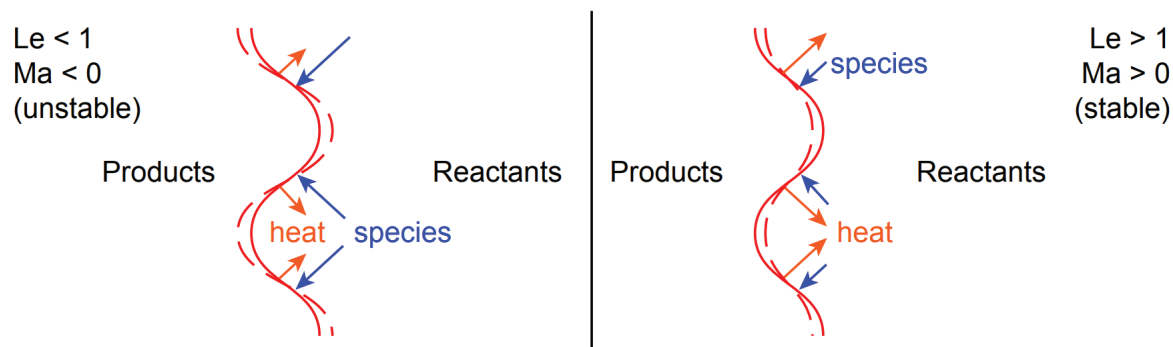 Le < 1
Ma < 0
(unstable)
Products
Reactants
heat
species
species
Le > 1
Ma > 0
(stable)
Products
Reactants
heat